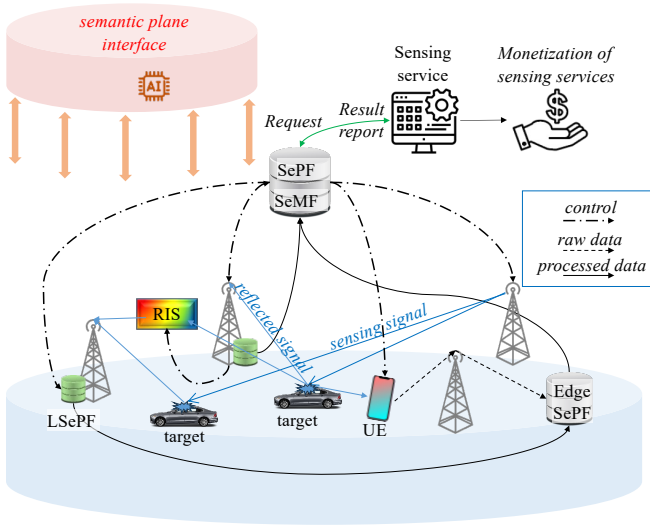 semantic plane
interface
AI
Sensing
service
Monetization of
sensing services
Request
Result
report
SePF
SeMF
control
raw data
processed data
reflected signal
sensing signal
RIS
LSePF
target
target
UE
Edge
SePF